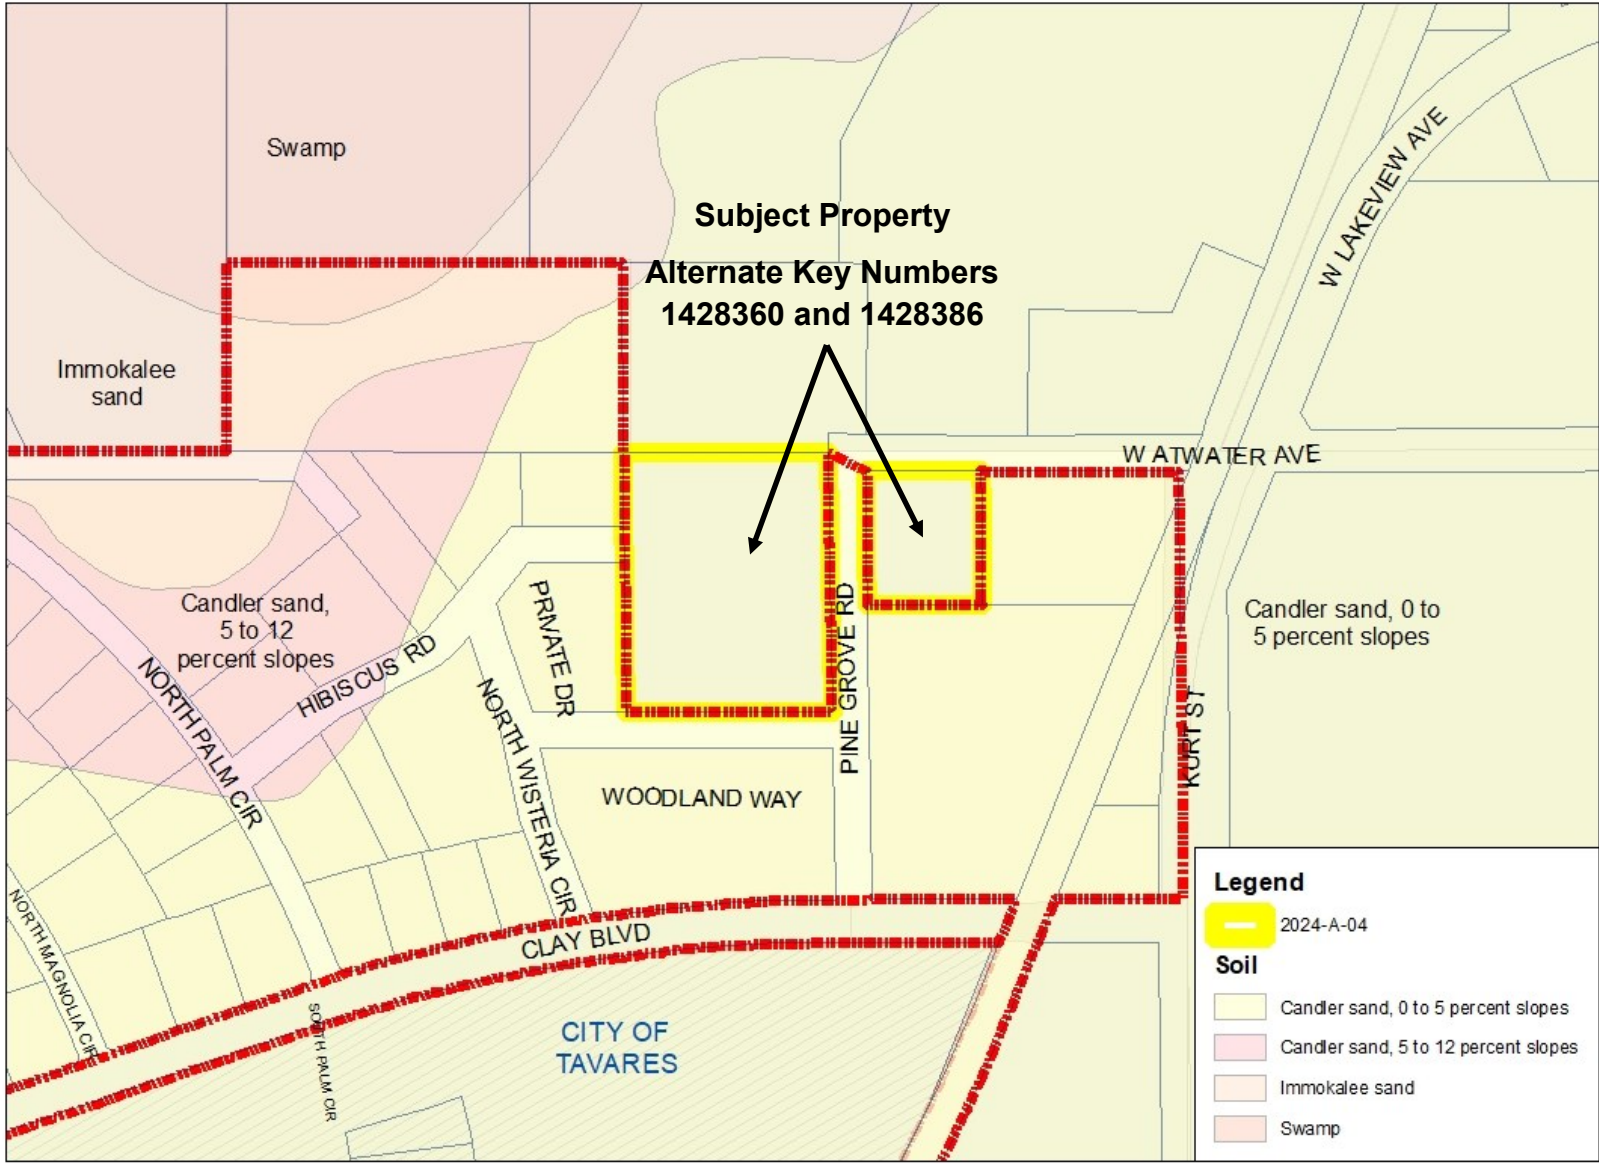 Swamp
Subject Property
Alternate Key Numbers
1428360 and 1428386
W LAKEVIEW AVE
Immokalee
sand
W ATWATER AVE
Candler sand,
5 to 12
percent slopes
Candler sand, 0 to
5 percent slopes
HIBISCUS RD
PRIVATE DR
PINE GROVE RD
NORTH PALM CIR
NORTH WISTERIA CIR
KURT ST
WOODLAND WAY
NORTH MAGNOLIA CIR
CLAY BLVD
SOUTH PALM CIR
CITY OF
TAVARES
Legend
2024-A-04
Soil
Candler sand, 0 to 5 percent slopes
Candler sand, 5 to 12 percent slopes
Immokalee sand
Swamp